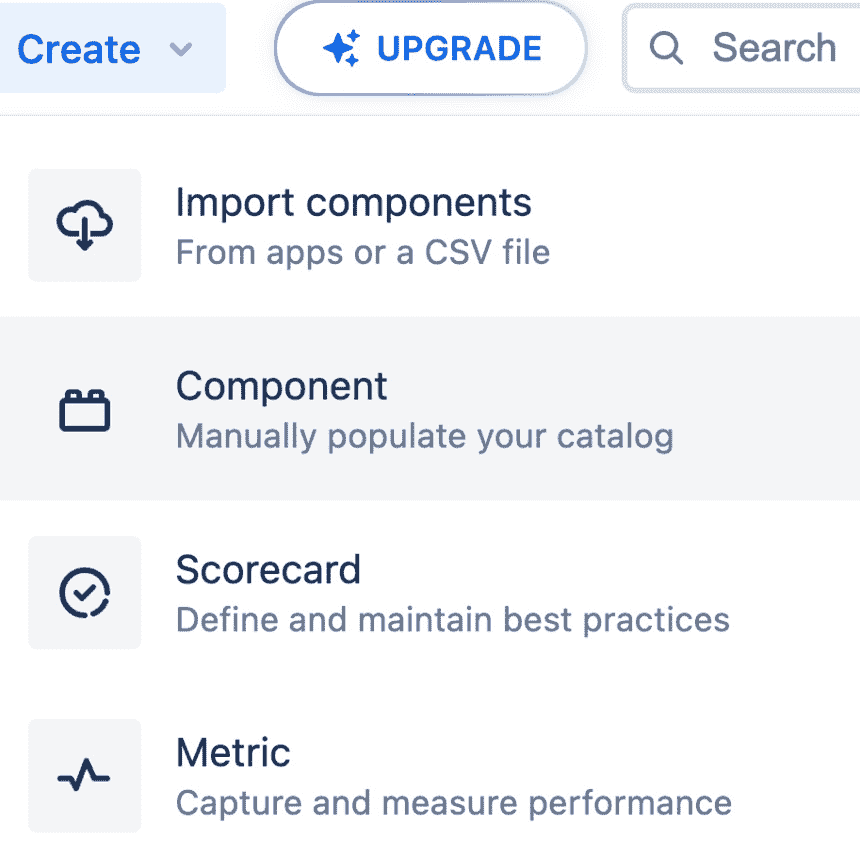 Create
UPGRADE
Search
Import components
From apps or a CSV file
Component
Manually populate your catalog
Scorecard
Define and maintain best practices
Metric
Capture and measure performance